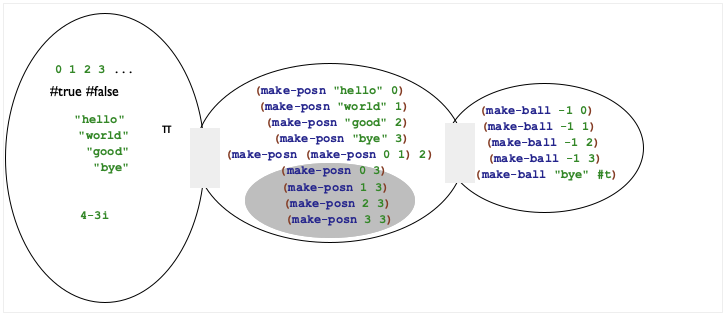 0 1 2 3 ...
#true #false
"hello"
"world"
"good"
"bye"
π
4-3i
(make-posn "hello" 0)
(make-posn "world" 1)
(make-posn "good" 2)
(make-posn "bye" 3)
(make-posn (make-posn 0 1) 2)
(make-posn 0 3)
(make-posn 1 3)
(make-posn 2 3)
(make-posn 3 3)
(make-ball -1 0)
(make-ball -1 1)
(make-ball -1 2)
(make-ball -1 3)
(make-ball "bye" #t)